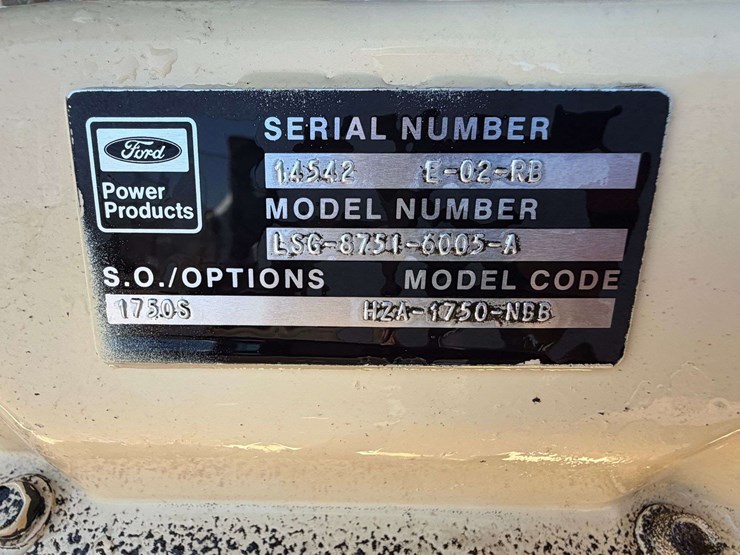 Ford
Power
Products
SERIAL NUMBER
14542 E-02-RB
MODEL NUMBER
LSG-8751-6005-A
S.O./OPTIONS MODEL CODE
1750S HZA-1750-NBB